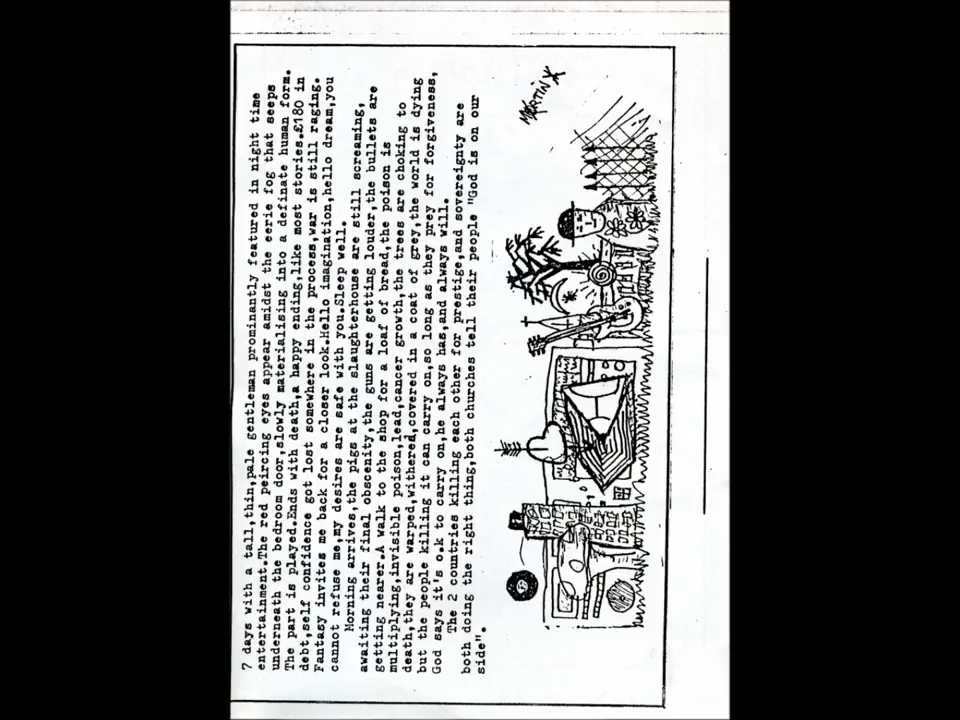 7 days with a tall,thin,pale gentleman prominantly featured in night time
entertainment.The red peircing eyes appear amidst the eerie fog that seeps
underneath the bedroom door,slowly materialising into a definate human form.
The part is played.Ends with death,a happy ending,like most stories.£180 in
debt,self confidence got lost somewhere in the process,war is still raging.
Fantasy invites me back for a closer look.Hello imagination,hello dream,you
cannot refuse me,my desires are safe with you.Sleep well.
Morning arrives,the pigs at the slaughterhouse are still screaming,
awaiting their final obscenity,the guns are getting louder,the bullets are
getting nearer.A walk to the shop for a loaf of bread,the poison is
multiplying,invisible poison,lead,cancer growth,the trees are choking to
death,they are warped,withered,covered in a coat of grey,the world is dying
but the people killing it can carry on,so long as they prey for forgiveness,
God says it's o.k to carry on,he always has,and always will.
The 2 countries killing each other for prestige,and sovereignty are
both doing the right thing,both churches tell their people "God is on our
side".
MARTIN X